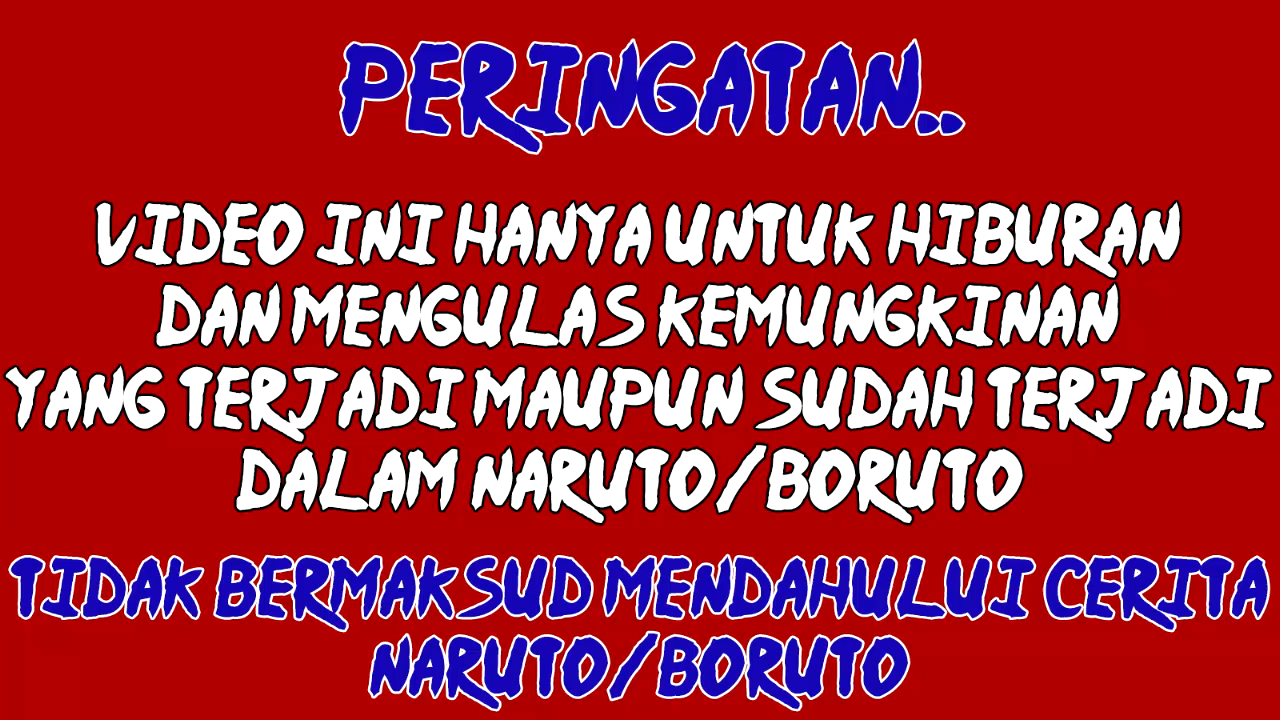 PERINGATAN..
VIDEO INI HANYA UNTUK HIBURAN
DAN MENGULAS KEMUNGKINAN
YANG TERJADI MAUPUN SUDAH TERJADI
DALAM NARUTO/BORUTO
TIDAK BERMAKSUD MENDAHULUI CERITA
NARUTO/BORUTO